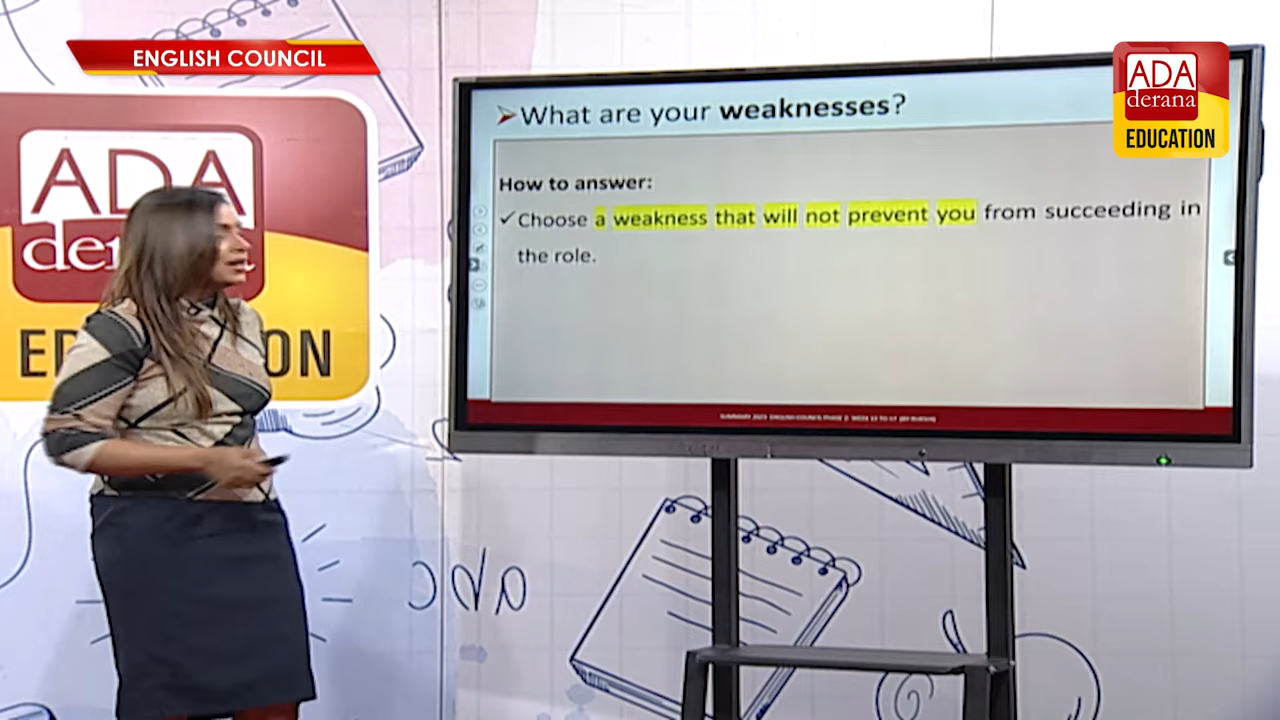 ENGLISH COUNCIL
ADA
derana
EDUCATION
➢What are your weaknesses?
How to answer:
✓Choose a weakness that will not prevent you from succeeding in
the role.
ADA
ED ON
abc